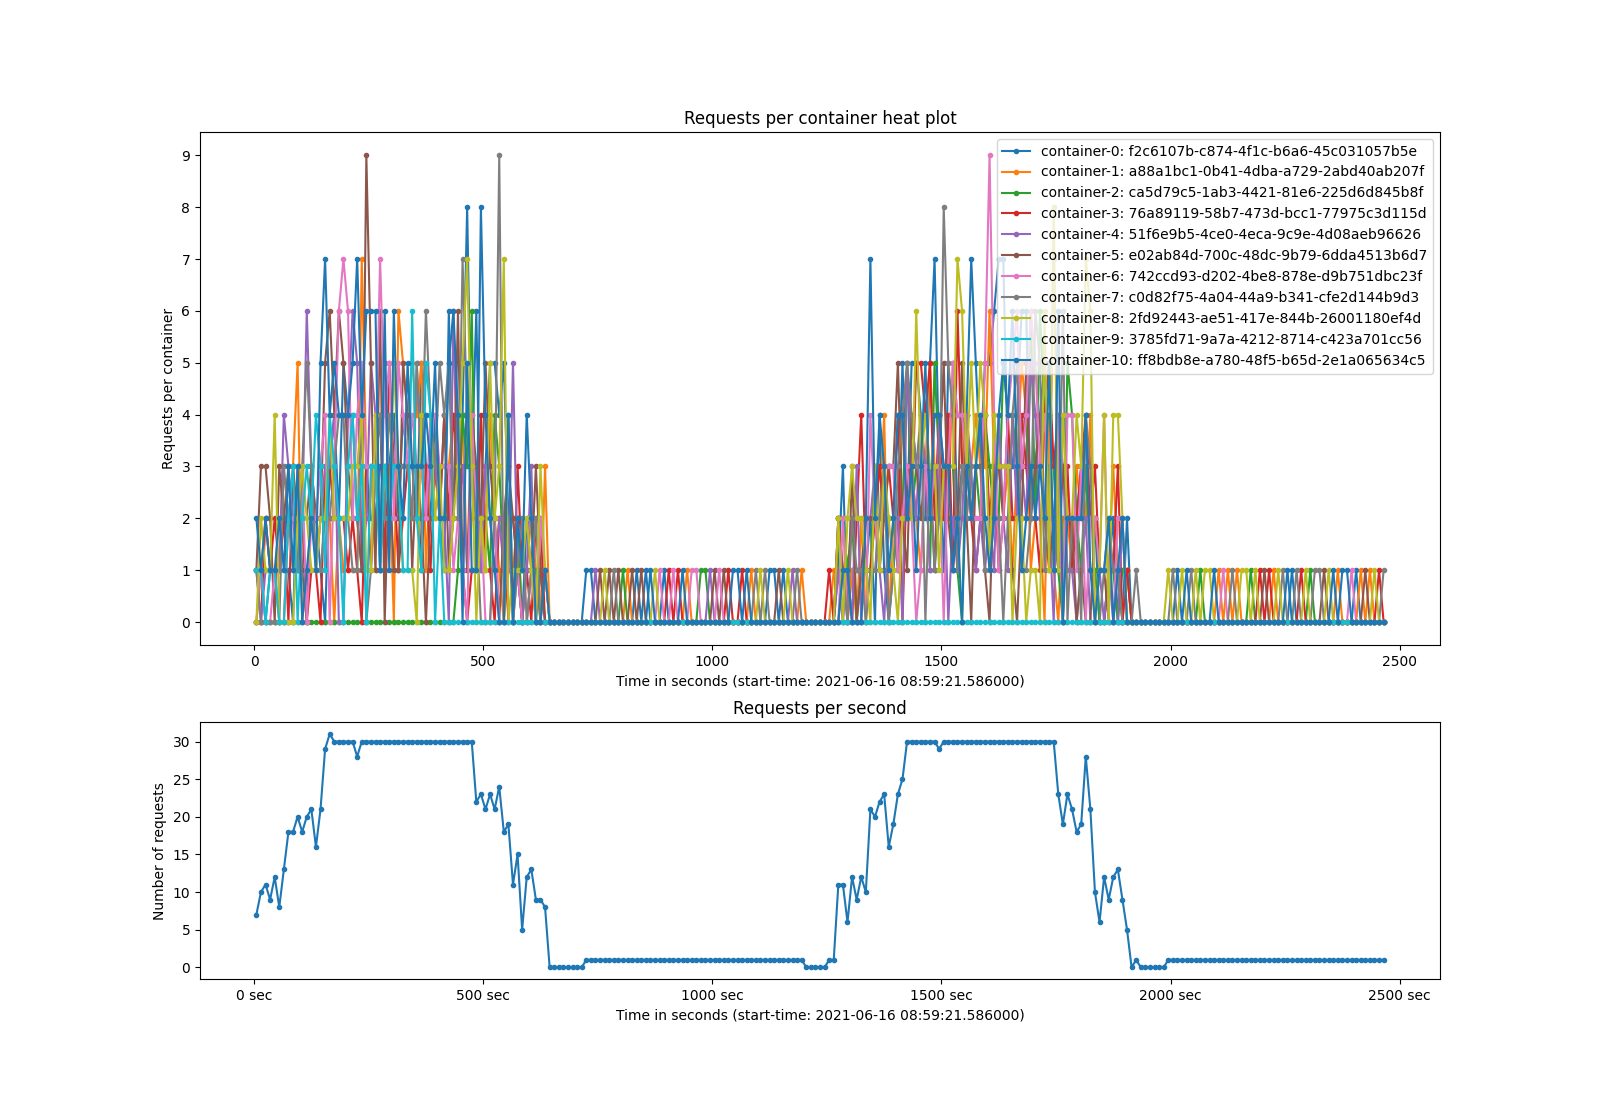 Requests per container heat plot
Requests per container
9
8
7
6
5
4
3
2
1
0
container-0: f2c6107b-c874-4f1c-b6a6-45c031057b5e
container-1: a88a1bc1-0b41-4dba-a729-2abd40ab207f
container-2: ca5d79c5-1ab3-4421-81e6-225d6d845b8f
container-3: 76a89119-58b7-473d-bcc1-77975c3d115d
container-4: 51f6e9b5-4ce0-4eca-9c9e-4d08aeb96626
container-5: e02ab84d-700c-48dc-9b79-6dda4513b6d7
container-6: 742ccd93-d202-4be8-878e-d9b751dbc23f
container-7: c0d82f75-4a04-44a9-b341-cfe2d144b9d3
container-8: 2fd92443-ae51-417e-844b-26001180ef4d
container-9: 3785fd71-9a7a-4212-8714-c423a701cc56
container-10: ff8bdb8e-a780-48f5-b65d-2e1a065634c5
0 500 1000 1500 2000 2500
Time in seconds (start-time: 2021-06-16 08:59:21.586000)
Requests per second
Number of requests
30
25
20
15
10
5
0
0 sec 500 sec 1000 sec 1500 sec 2000 sec 2500 sec
Time in seconds (start-time: 2021-06-16 08:59:21.586000)